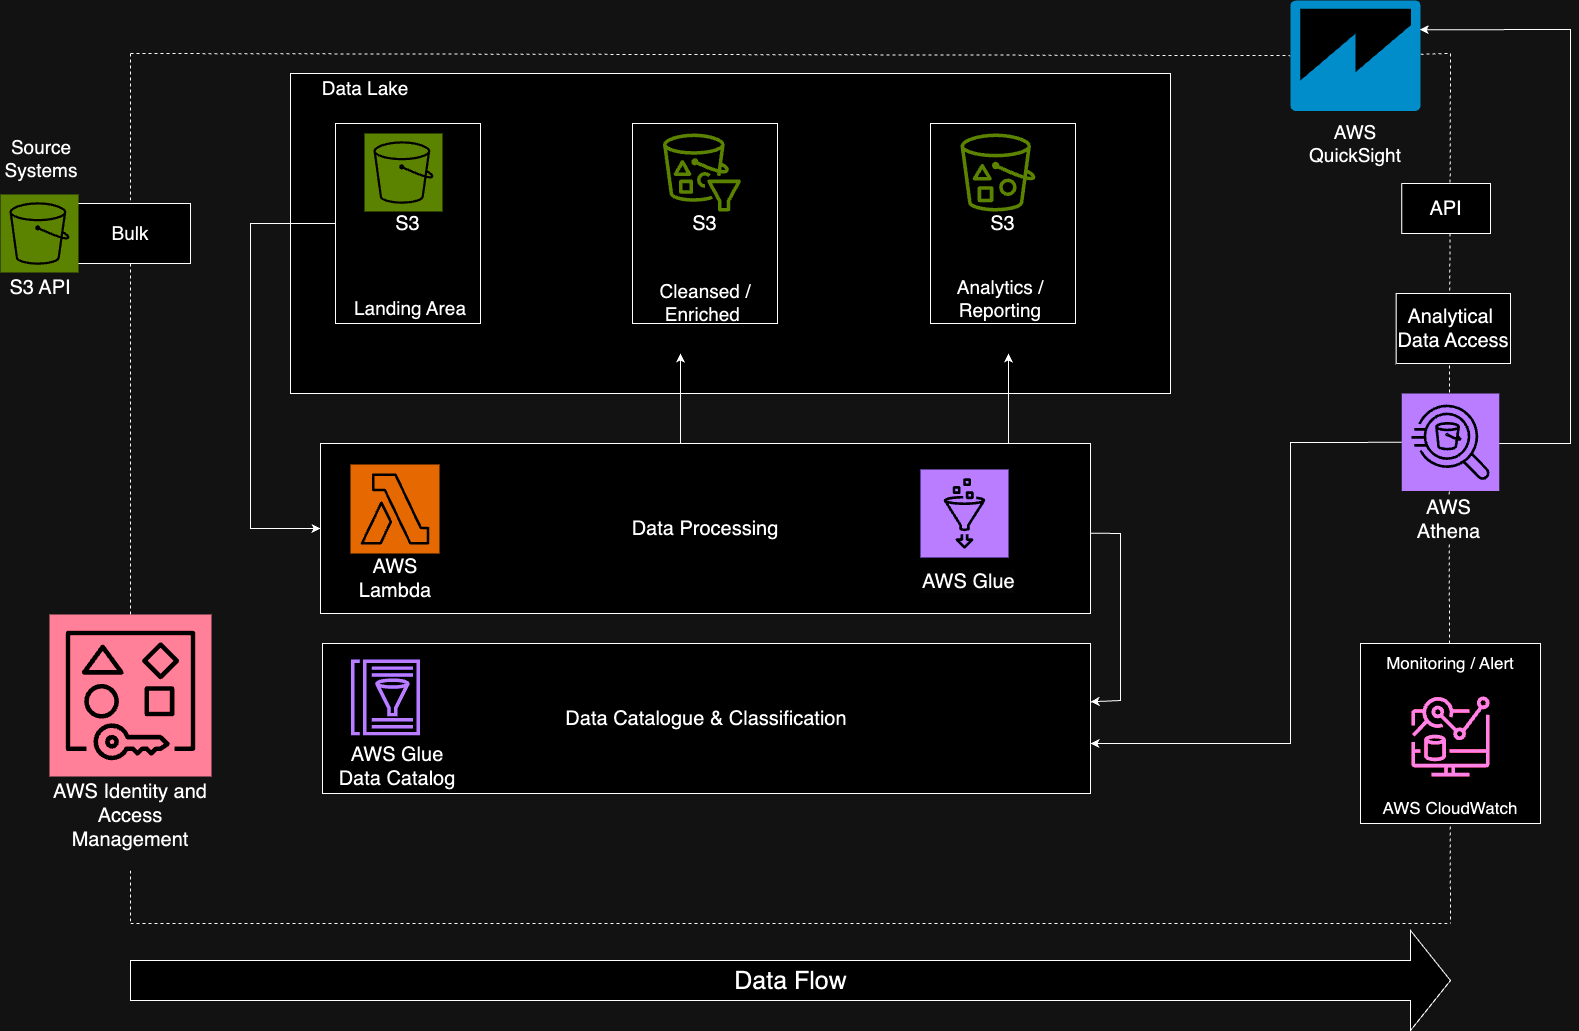 Data Lake
AWS
QuickSight
Source
Systems
Bulk
S3 API
S3
Landing Area
S3
Cleansed /
Enriched
S3
Analytics /
Reporting
API
Analytical
Data Access
AWS
Athena
AWS
Lambda
Data Processing
AWS Glue
AWS Glue
Data Catalog
Data Catalogue & Classification
AWS Identity and
Access
Management
Monitoring / Alert
AWS CloudWatch
Data Flow